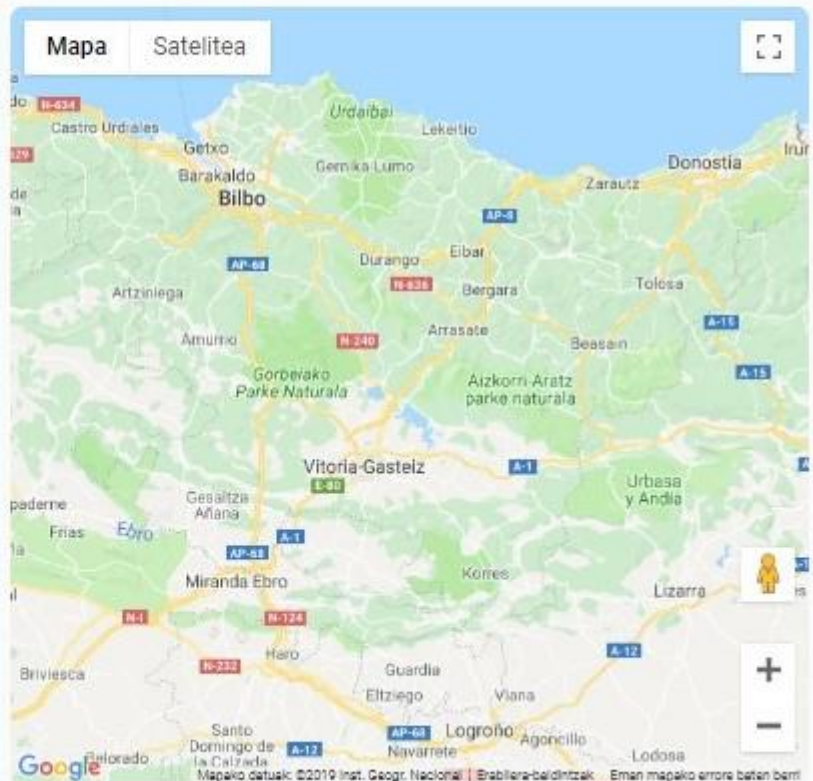 Mapa Satelitea
N-634
Castro Urdiales
Getxo
Barakaldo
Bilbo
Urdaibai
Lekeitio
Gernika-Lumo
Zarautz
Donostia
Irun
AP-8
Durango
Eibar
AP-68
N-636
Bergara
Tolosa
Artziniega
Amurrio
N-240
Arrasate
Beasain
A-15
A-15
Gorbeiako
Parke Naturala
Aizkorri-Aratz
parke naturala
Vitoria-Gasteiz
A-1
E-80
Urbasa
y Andia
Gesaltza
Añana
paderne
Frias
Ebro
A-1
AP-68
Miranda Ebro
Korres
Lizarra
N-I
N-124
A-12
Haro
N-232
Briviesca
Guardia
Eltziego
Viana
Santo
Domingo de
la Calzada
A-12
AP-68
Logroño
Navarrete
Agoncillo
Lodosa
Google
Mapako datuak ©2019 Inst. Geogr. Nacional
Erabilera-baldintzak
Eman mapako errore baten berri